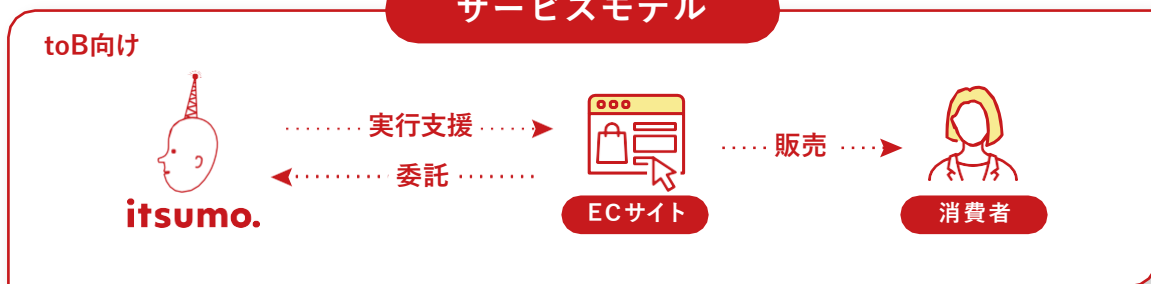 サービスモデル
toB向け
実行支援
委託
販売
itsumo.
ECサイト
消費者